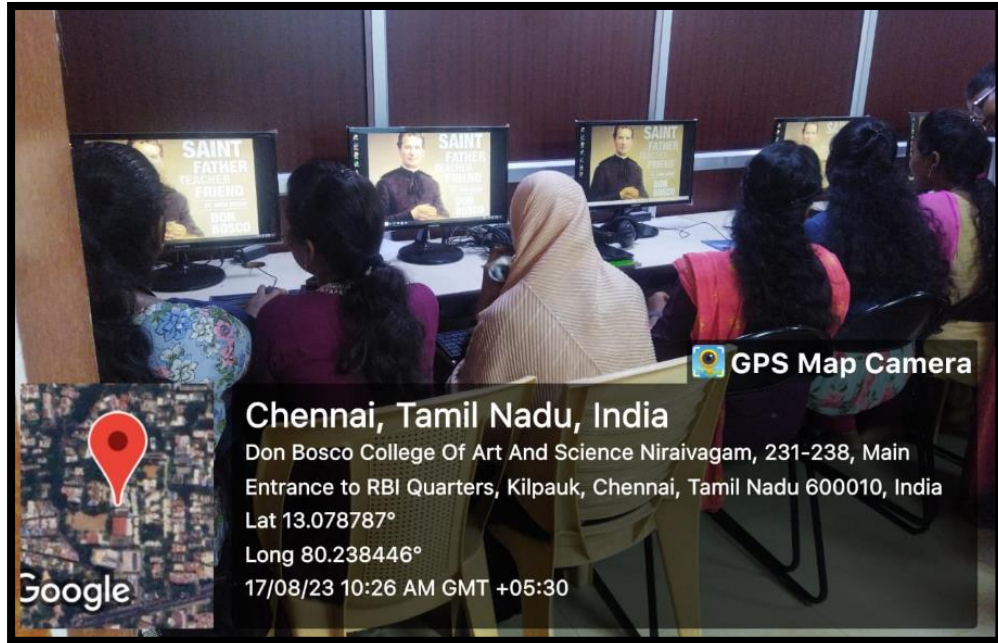 SAINT
FATHER
TEACHER
FRIEND
DON
BOSCO
SAINT
FATHER
TEACHER
FRIEND
DON
BOSCO
SAINT
FATHER
TEACHER
FRIEND
DON
BOSCO
GPS Map Camera
Chennai, Tamil Nadu, India
Don Bosco College Of Art And Science Niraivagam, 231-238, Main
Entrance to RBI Quarters, Kilpauk, Chennai, Tamil Nadu 600010, India
Lat 13.078787°
Long 80.238446°
17/08/23 10:26 AM GMT +05:30
Google